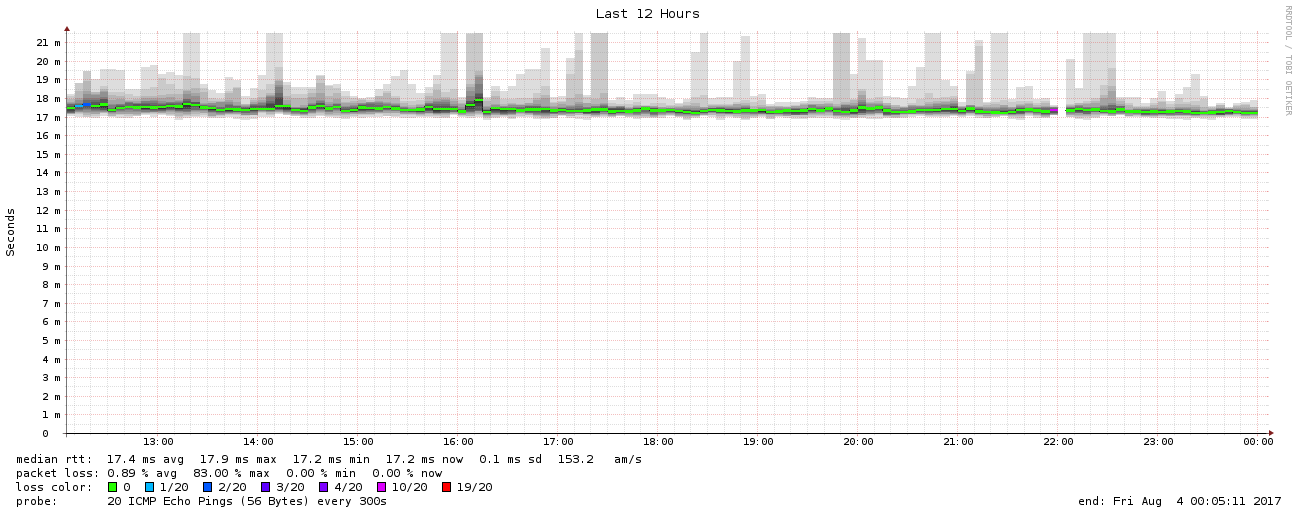 Last 12 Hours
RRDTOOL / TOBI OETIKER
Seconds
21 m
20 m
19 m
18 m
17 m
16 m
15 m
14 m
13 m
12 m
11 m
10 m
9 m
8 m
7 m
6 m
5 m
4 m
3 m
2 m
1 m
0
13:00 14:00 15:00 16:00 17:00 18:00 19:00 20:00 21:00 22:00 23:00 00:00
median rtt: 17.4 ms avg 17.9 ms max 17.2 ms min 17.2 ms now 0.1 ms sd 153.2 am/s
packet loss: 0.89 % avg 83.00 % max 0.00 % min 0.00 % now
loss color: 0 1/20 2/20 3/20 4/20 10/20 19/20
probe: 20 ICMP Echo Pings (56 Bytes) every 300s end: Fri Aug 4 00:05:11 2017